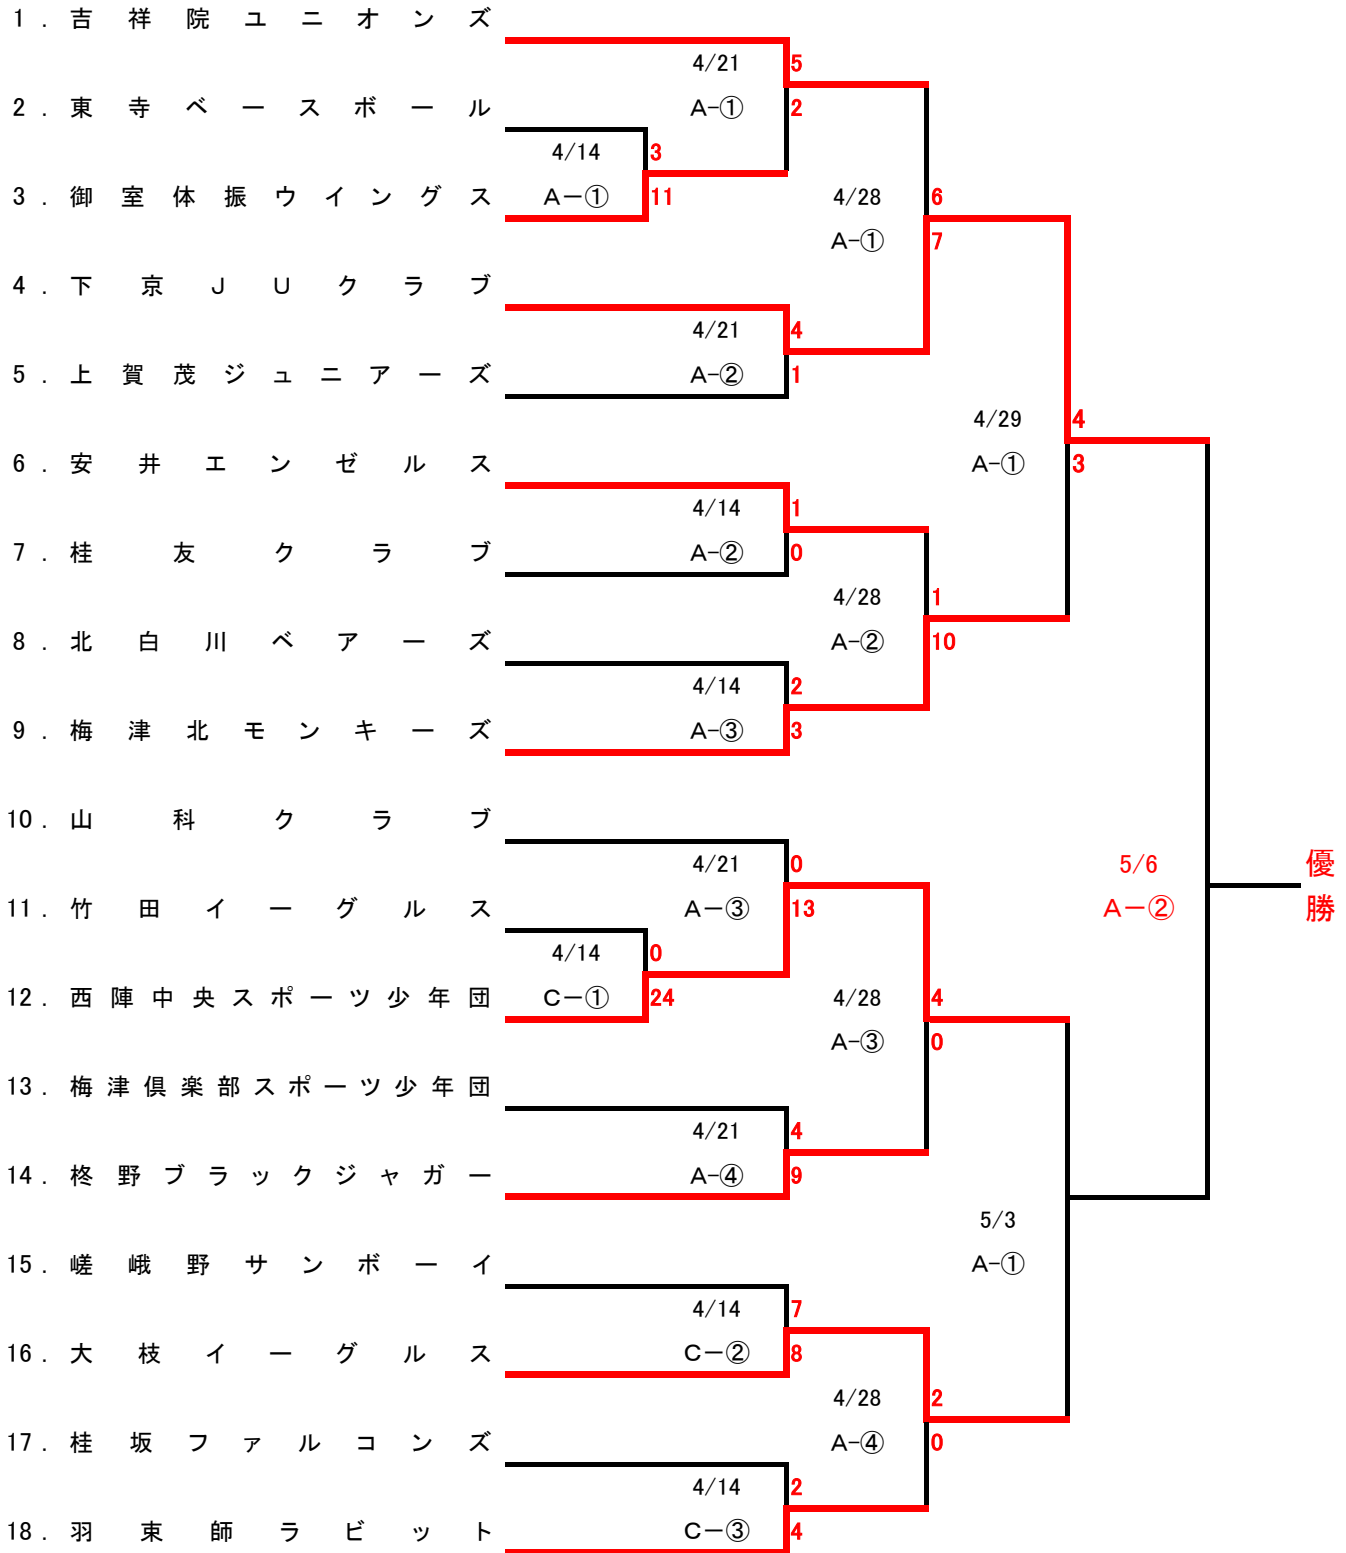 1．吉祥院ユニオンズ
4/21 5
2．東寺ベースボール A-① 2
4/14 3
3．御室体振ウイングス A－① 11 4/28 6
A-① 7
4．下京ＪＵクラブ
4/21 4
5．上賀茂ジュニアーズ A-② 1
4/29 4
6．安井エンゼルス A-① 3
4/14 1
7．桂友クラブ A-② 0
4/28 1
8．北白川ベアーズ A-② 10
4/14 2
9．梅津北モンキーズ A-③ 3
10．山科クラブ
4/21 0 5/6 優
11．竹田イーグルス A－③ 13 A－② 勝
4/14 0
12．西陣中央スポーツ少年団 C－① 24 4/28 4
A-③ 0
13．梅津倶楽部スポーツ少年団
4/21 4
14．柊野ブラックジャガー A-④ 9
5/3
15．嵯峨野サンボーイ A-①
4/14 7
16．大枝イーグルス C－② 8
4/28 2
17．桂坂ファルコンズ A-④ 0
4/14 2
18．羽束師ラビット C－③ 4